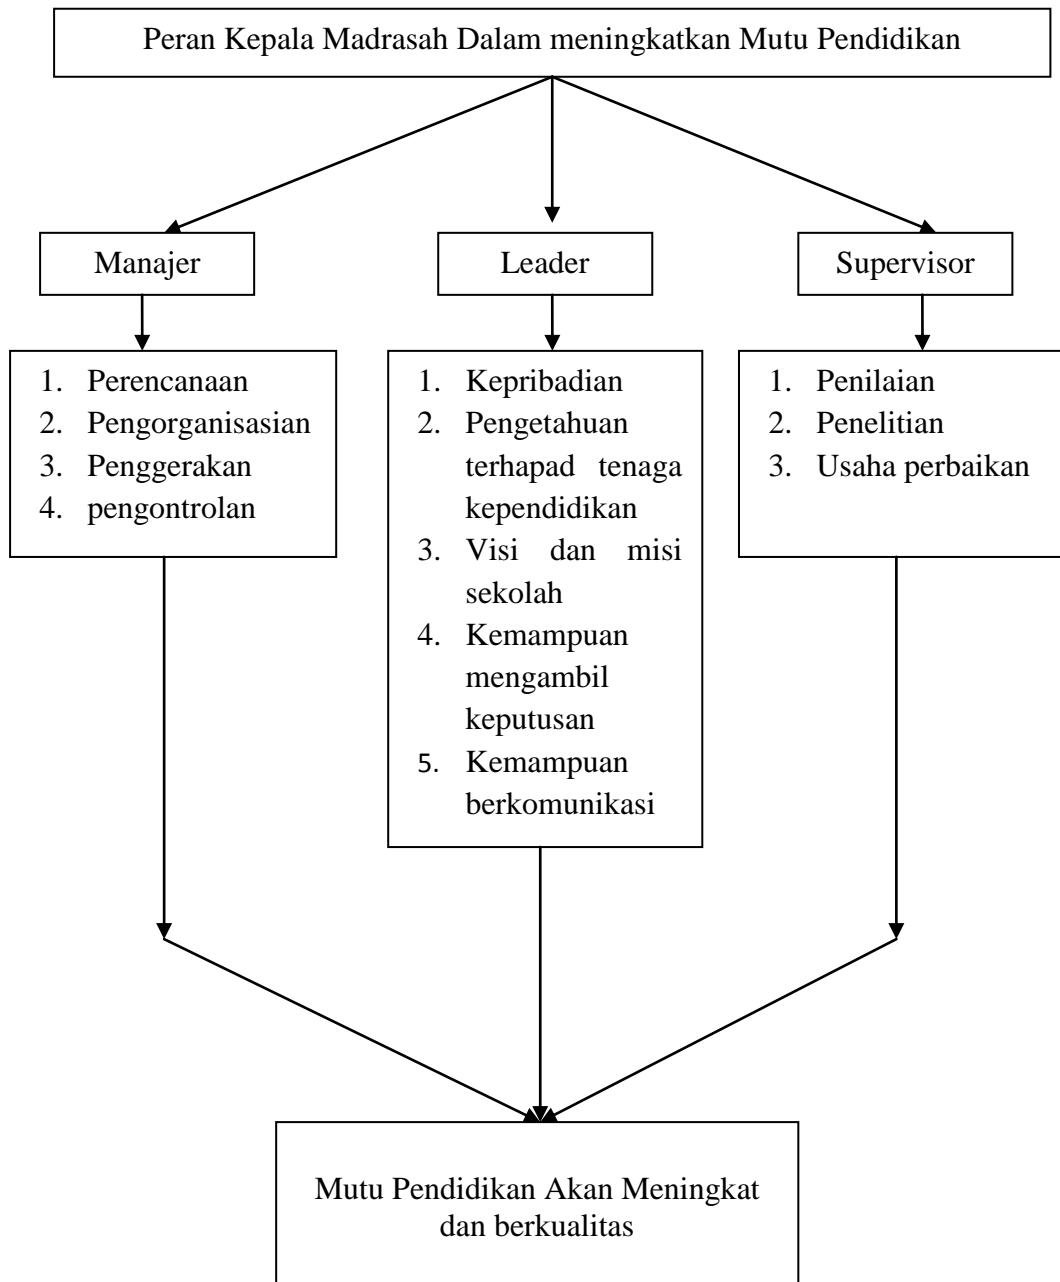 Peran Kepala Madrasah Dalam meningkatkan Mutu Pendidikan
Manajer
Leader
Supervisor
1. Perencanaan
2. Pengorganisasian
3. Penggerakan
4. pengontrolan
1. Kepribadian
2. Pengetahuan
terhapad tenaga
kependidikan
3. Visi dan misi
sekolah
4. Kemampuan
mengambil
keputusan
5. Kemampuan
berkomunikasi
1. Penilaian
2. Penelitian
3. Usaha perbaikan
Mutu Pendidikan Akan Meningkat
dan berkualitas